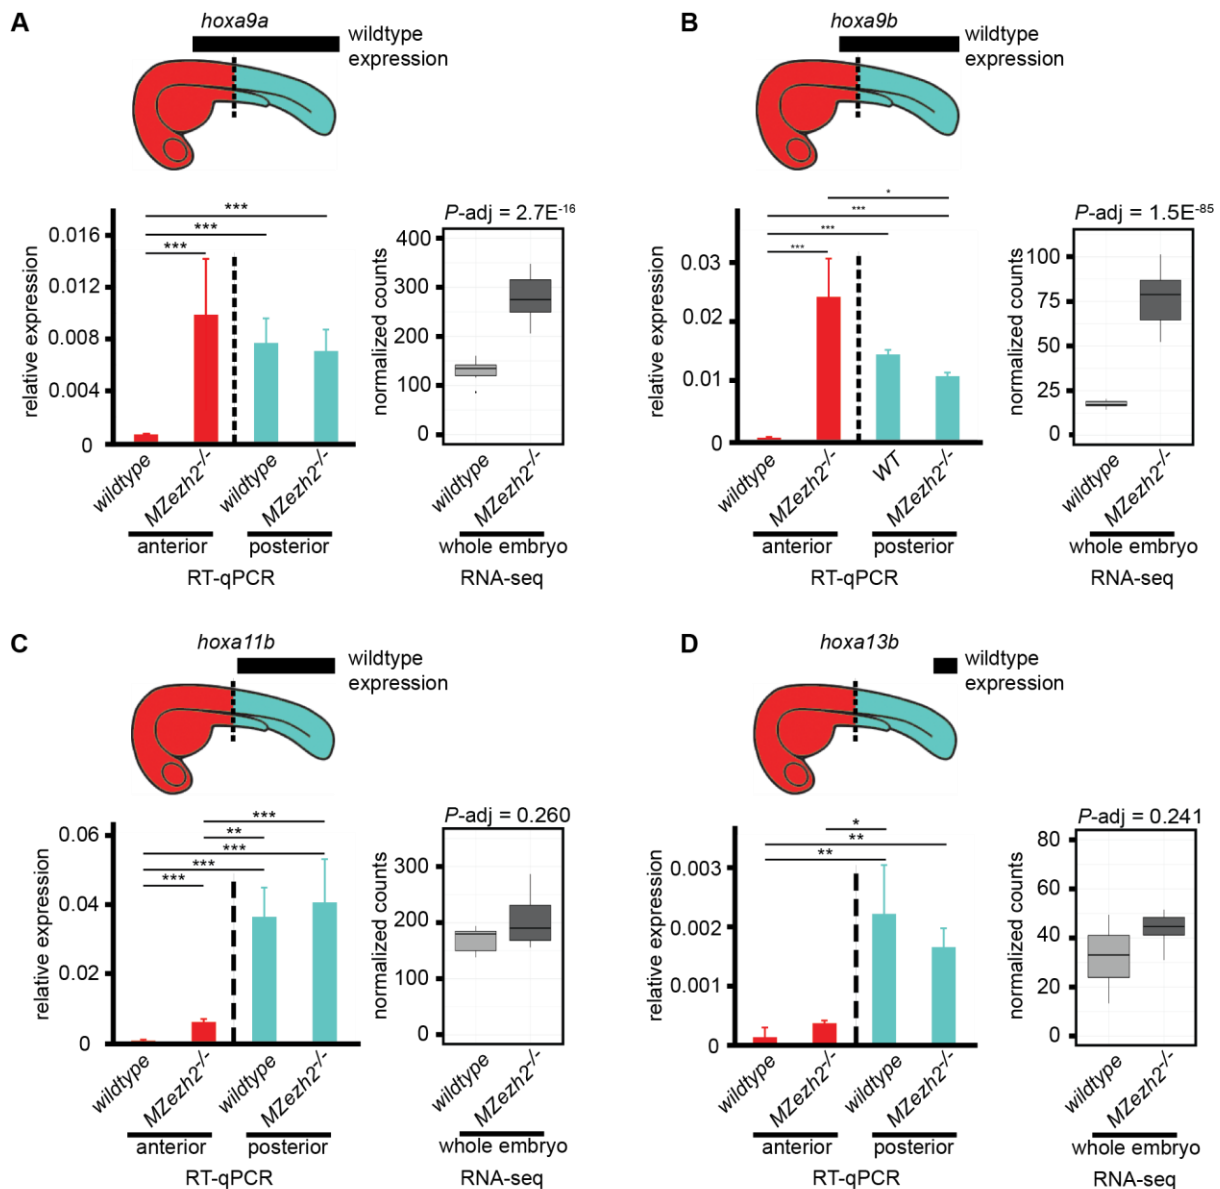 A
hoxa9a
wildtype
expression
***
***
***
relative expression
0.016
0.012
0.008
0.004
0
wildtype
MZezh2-/-
wildtype
MZezh2-/-
anterior
posterior
RT-qPCR
P-adj = 2.7E-16
normalized counts
400
300
200
100
0
wildtype
MZezh2-/-
whole embryo
RNA-seq
B
hoxa9b
wildtype
expression
*
***
***
***
relative expression
0.03
0.02
0.01
0
wildtype
MZezh2-/-
WT
MZezh2-/-
anterior
posterior
RT-qPCR
P-adj = 1.5E-85
normalized counts
100
75
50
25
0
wildtype
MZezh2-/-
whole embryo
RNA-seq
C
hoxa11b
wildtype
expression
***
**
***
***
***
relative expression
0.06
0.04
0.02
0
wildtype
MZezh2-/-
wildtype
MZezh2-/-
anterior
posterior
RT-qPCR
P-adj = 0.260
normalized counts
300
200
100
0
wildtype
MZezh2-/-
whole embryo
RNA-seq
D
hoxa13b
wildtype
expression
*
**
**
relative expression
0.003
0.002
0.001
0
wildtype
MZezh2-/-
wildtype
MZezh2-/-
anterior
posterior
RT-qPCR
P-adj = 0.241
normalized counts
80
60
40
20
0
wildtype
MZezh2-/-
whole embryo
RNA-seq